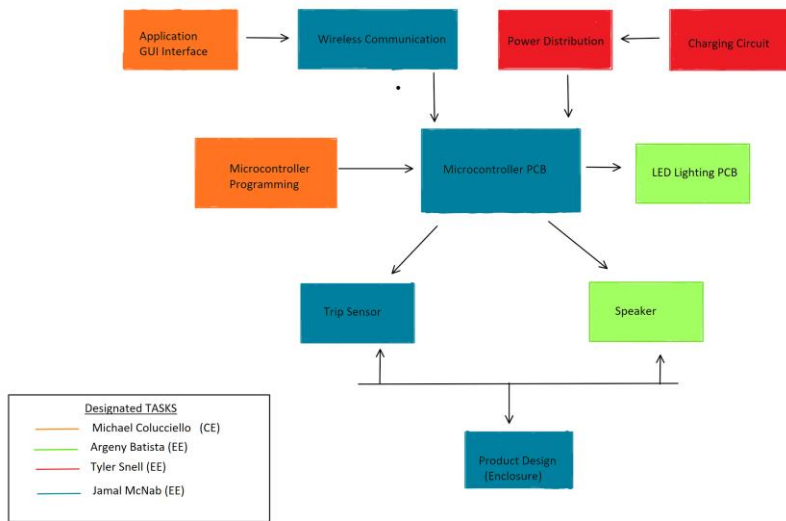 Application
GUI Interface
Wireless Communication
Power Distribution
Charging Circuit
Microcontroller
Programming
Microcontroller PCB
LED Lighting PCB
Trip Sensor
Speaker
Designated TASKS
Michael Colucciello (CE)
Argeny Batista (EE)
Tyler Snell (EE)
Jamal McNab (EE)
Product Design
(Enclosure)